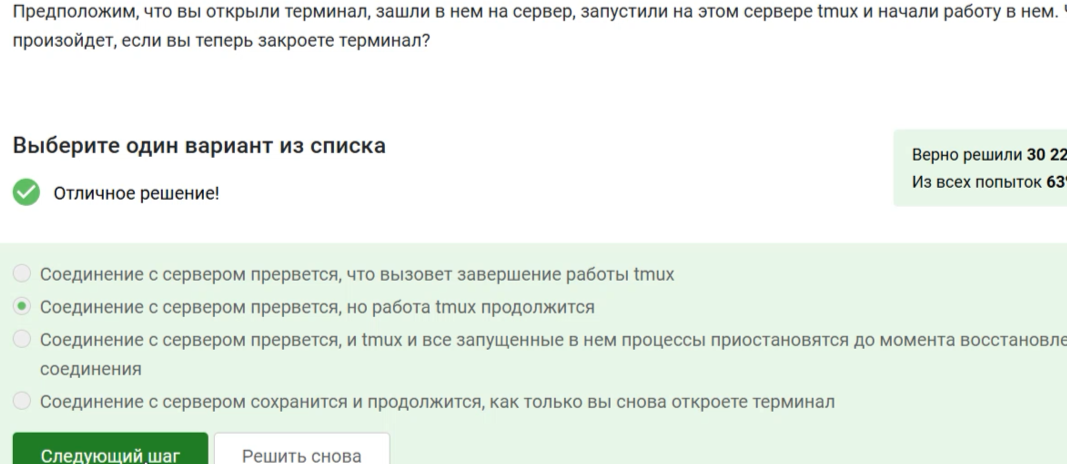 Предположим, что вы открыли терминал, зашли в нем на сервер, запустили на этом сервере tmux и начали работу в нем.
произойдет, если вы теперь закроете терминал?
Выберите один вариант из списка
Верно решили 30 22
Отличное решение!
Из всех попыток 63%
Соединение с сервером прервется, что вызовет завершение работы tmux
Соединение с сервером прервется, но работа tmux продолжится
Соединение с сервером прервется, и tmux и все запущенные в нем процессы приостановятся до момента восстановле
соединения
Соединение с сервером сохранится и продолжится, как только вы снова откроете терминал
Следующий шаг
Решить снова